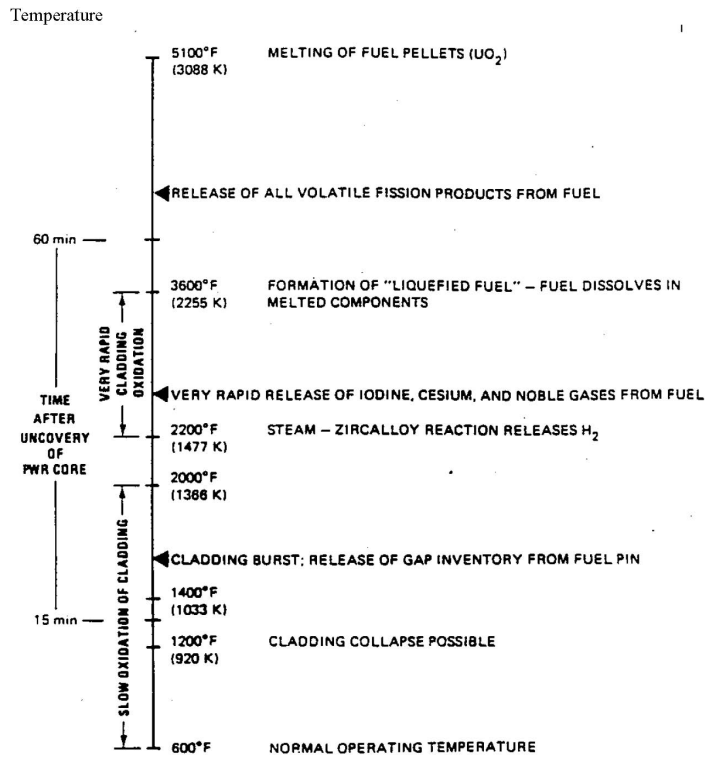 Temperature
5100°F
(3088 K)
MELTING OF FUEL PELLETS (UO2)
RELEASE OF ALL VOLATILE FISSION PRODUCTS FROM FUEL
60 min
3600°F
(2255 K)
FORMATION OF "LIQUEFIED FUEL" – FUEL DISSOLVES IN
MELTED COMPONENTS
VERY RAPID
CLADDING
OXIDATION
VERY RAPID RELEASE OF IODINE, CESIUM, AND NOBLE GASES FROM FUEL
TIME
AFTER
UNCOVERY
OF
PWR CORE
2200°F
(1477 K)
STEAM – ZIRCALLOY REACTION RELEASES H2
2000°F
(1366 K)
SLOW OXIDATION OF CLADDING
CLADDING BURST; RELEASE OF GAP INVENTORY FROM FUEL PIN
1400°F
(1033 K)
15 min
1200°F
(920 K)
CLADDING COLLAPSE POSSIBLE
600°F
NORMAL OPERATING TEMPERATURE